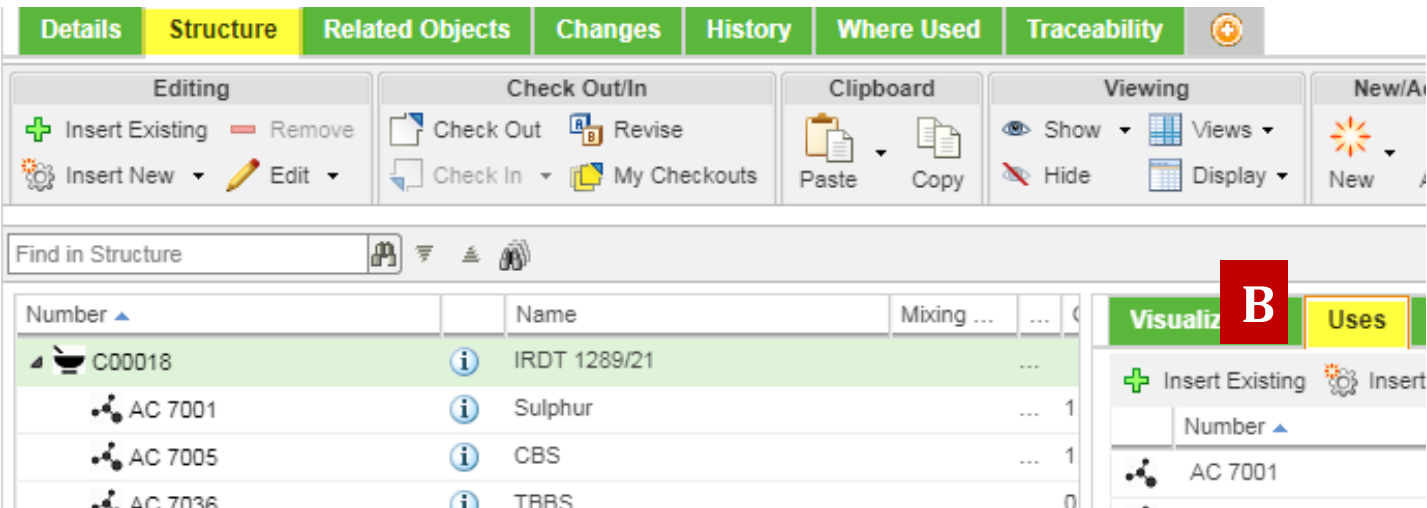 Details Structure Related Objects Changes History Where Used Traceability
Editing Check Out/In Clipboard Viewing
Insert Existing Remove Check Out Revise Show Views
Insert New Edit Check In My Checkouts Paste Copy Hide Display New
Find in Structure
B
Number Name Mixing ... ... Uses
C00018 IRDT 1289/21 ...
Insert Existing Insert
AC 7001 Sulphur ... 1
Number
AC 7005 CBS ... 1
AC 7001
AC 7036 TBBS 0